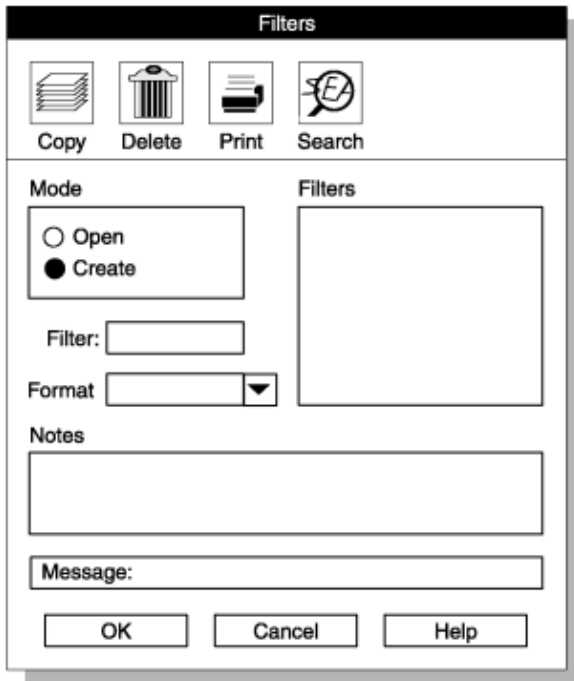 Filters
Copy Delete Print Search
Mode
Filters
Open
Create
Filter:
Format
Notes
Message:
OK Cancel Help